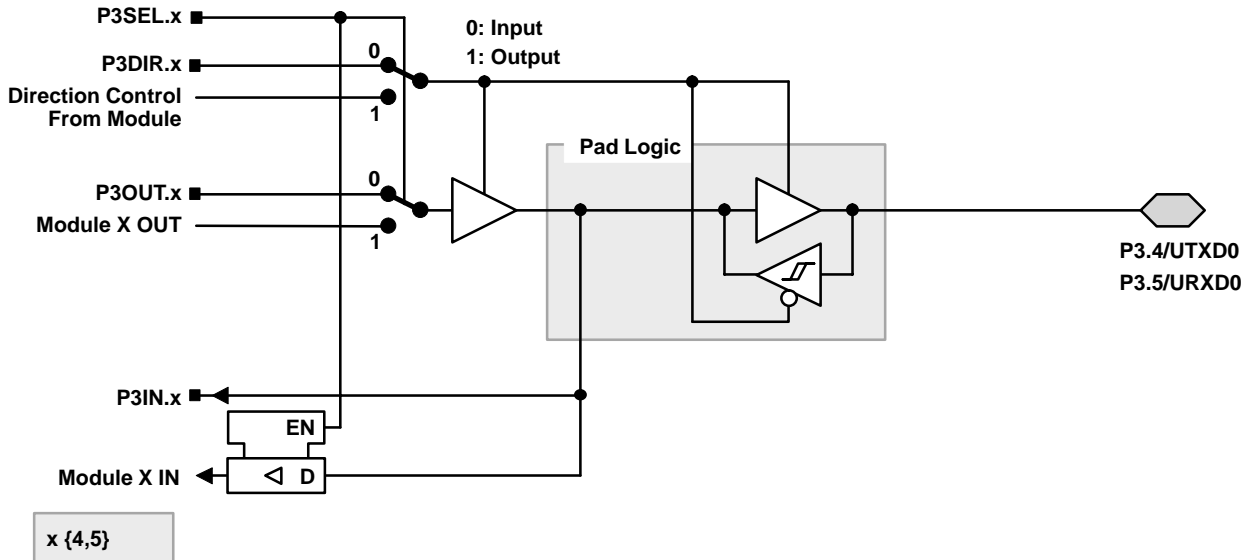 P3SEL.x
0: Input
1: Output
P3DIR.x
0
Direction Control
From Module
1
Pad Logic
P3OUT.x
0
Module X OUT
1
P3.4/UTXD0
P3.5/URXD0
P3IN.x
EN
Module X IN
D
x {4,5}